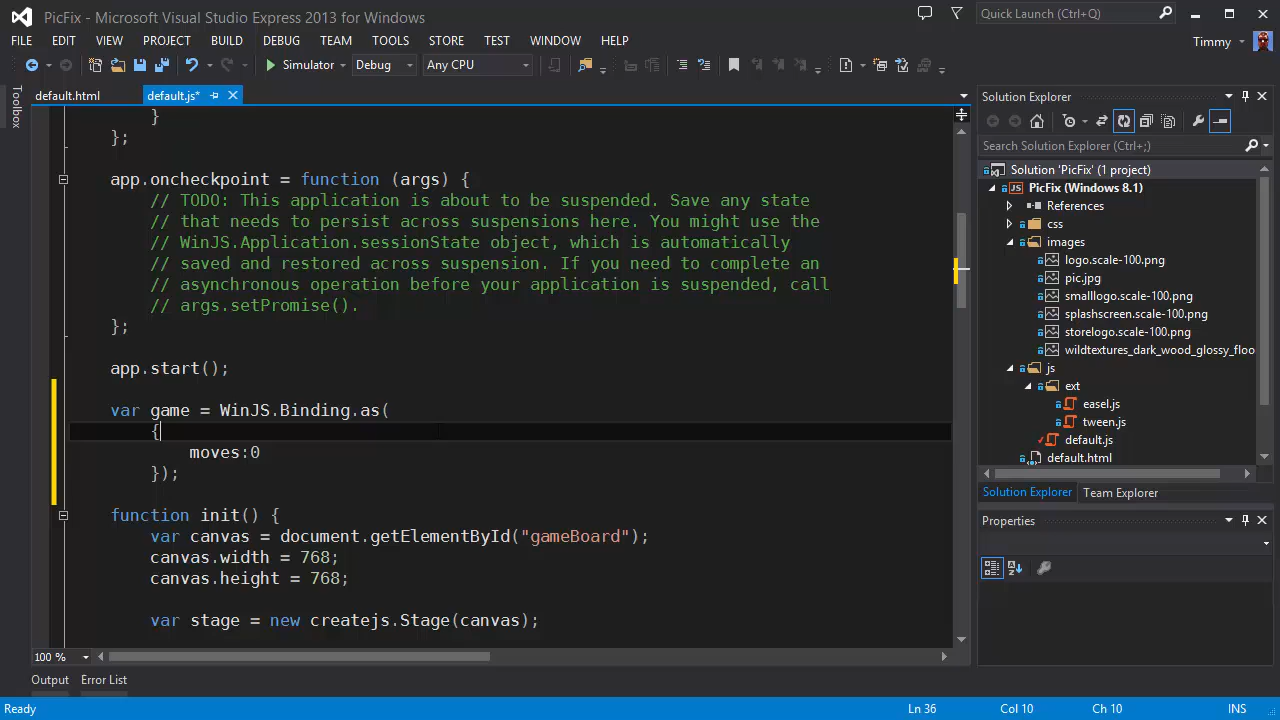 PicFix - Microsoft Visual Studio Express 2013 for Windows
Quick Launch (Ctrl+Q)
FILE EDIT VIEW PROJECT BUILD DEBUG TEAM TOOLS STORE TEST WINDOW HELP
Timmy
Simulator Debug Any CPU
Toolbox
default.html default.js*
}
};
app.oncheckpoint = function (args) {
// TODO: This application is about to be suspended. Save any state
// that needs to persist across suspensions here. You might use the
// WinJS.Application.sessionState object, which is automatically
// saved and restored across suspension. If you need to complete an
// asynchronous operation before your application is suspended, call
// args.setPromise().
};
app.start();
var game = WinJS.Binding.as(
{
moves:0
});
function init() {
var canvas = document.getElementById("gameBoard");
canvas.width = 768;
canvas.height = 768;
var stage = new createjs.Stage(canvas);
100 %
Solution Explorer
Search Solution Explorer (Ctrl+;)
Solution 'PicFix' (1 project)
PicFix (Windows 8.1)
References
css
images
logo.scale-100.png
pic.jpg
smalllogo.scale-100.png
splashscreen.scale-100.png
storelogo.scale-100.png
wildtextures_dark_wood_glossy_floo
js
ext
easel.js
tween.js
default.js
default.html
Solution Explorer Team Explorer
Properties
Output Error List
Ready Ln 36 Col 10 Ch 10 INS